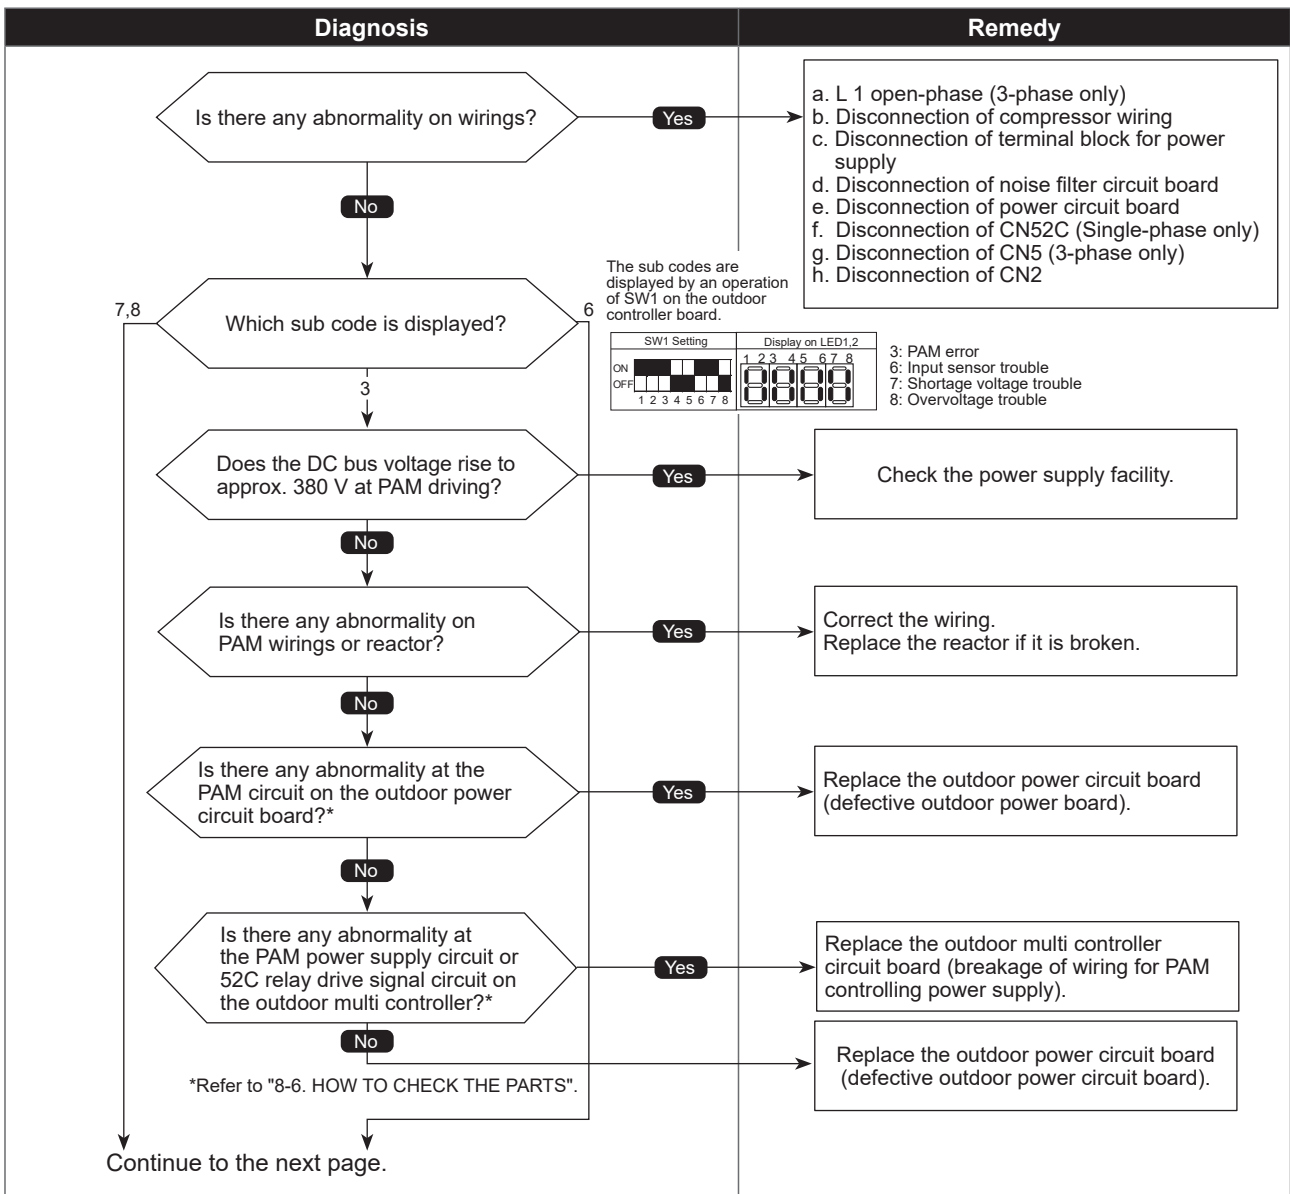 Diagnosis
Remedy
Is there any abnormality on wirings?
Yes
a. L 1 open-phase (3-phase only)
b. Disconnection of compressor wiring
c. Disconnection of terminal block for power
supply
d. Disconnection of noise filter circuit board
e. Disconnection of power circuit board
f. Disconnection of CN52C (Single-phase only)
g. Disconnection of CN5 (3-phase only)
h. Disconnection of CN2
No
The sub codes are
displayed by an operation
of SW1 on the outdoor
controller board.
7,8
Which sub code is displayed?
6
SW1 Setting
Display on LED1,2
ON
OFF
1 2 3 4 5 6 7 8
1 2 3 4 5 6 7 8
3: PAM error
6: Input sensor trouble
7: Shortage voltage trouble
8: Overvoltage trouble
3
Does the DC bus voltage rise to
approx. 380 V at PAM driving?
Yes
Check the power supply facility.
No
Is there any abnormality on
PAM wirings or reactor?
Yes
Correct the wiring.
Replace the reactor if it is broken.
No
Is there any abnormality at the
PAM circuit on the outdoor power
circuit board?*
Yes
Replace the outdoor power circuit board
(defective outdoor power board).
No
Is there any abnormality at
the PAM power supply circuit or
52C relay drive signal circuit on
the outdoor multi controller?*
Yes
Replace the outdoor multi controller
circuit board (breakage of wiring for PAM
controlling power supply).
No
Replace the outdoor power circuit board
(defective outdoor power circuit board).
*Refer to "8-6. HOW TO CHECK THE PARTS".
Continue to the next page.